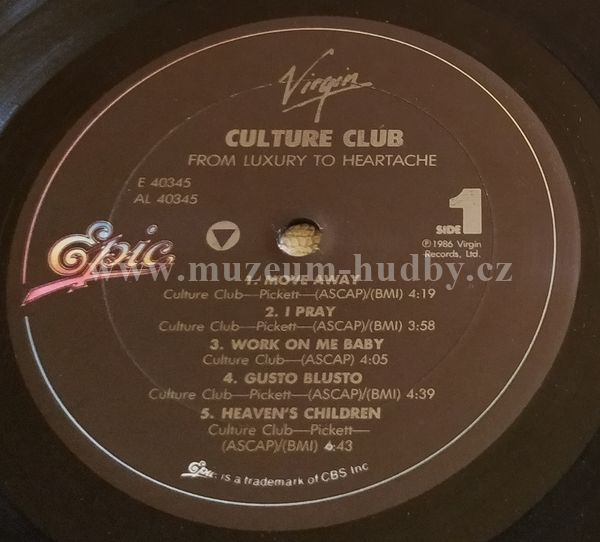 Virgin
CULTURE CLUB
FROM LUXURY TO HEARTACHE
E 40345
AL 40345
SIDE 1
℗1986 Virgin
Records, Ltd.
Epic
www.muzeum-hudby.cz
1. MOVE AWAY
Culture Club—Pickett—(ASCAP)/(BMI) 4:19
2. I PRAY
Culture Club—Pickett—(ASCAP)/(BMI) 3:58
3. WORK ON ME BABY
Culture Club—(ASCAP) 4:05
4. GUSTO BLUSTO
Culture Club—Pickett—(ASCAP)/(BMI) 4:39
5. HEAVEN'S CHILDREN
Culture Club—Pickett—
(ASCAP)/(BMI) 6:43
Epic IS a trademark of CBS Inc